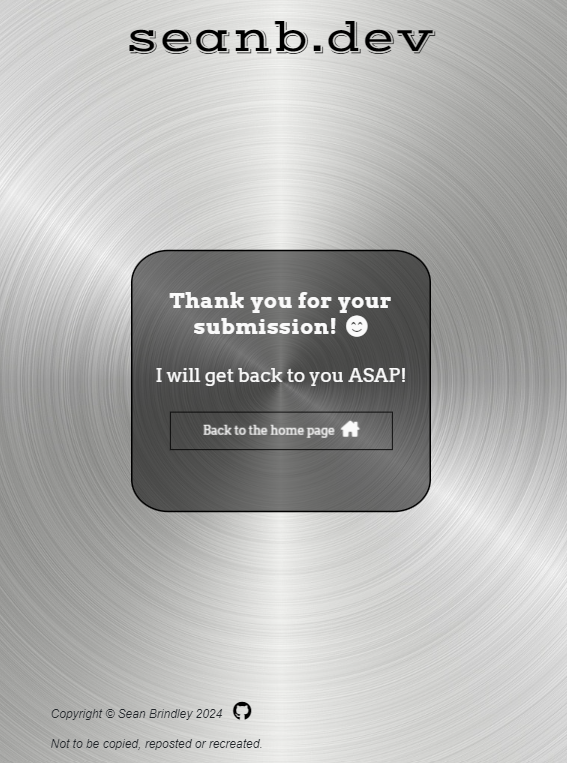 seanb.dev
Thank you for your
submission!
I will get back to you ASAP!
Back to the home page
Copyright © Sean Brindley 2024
Not to be copied, reposted or recreated.